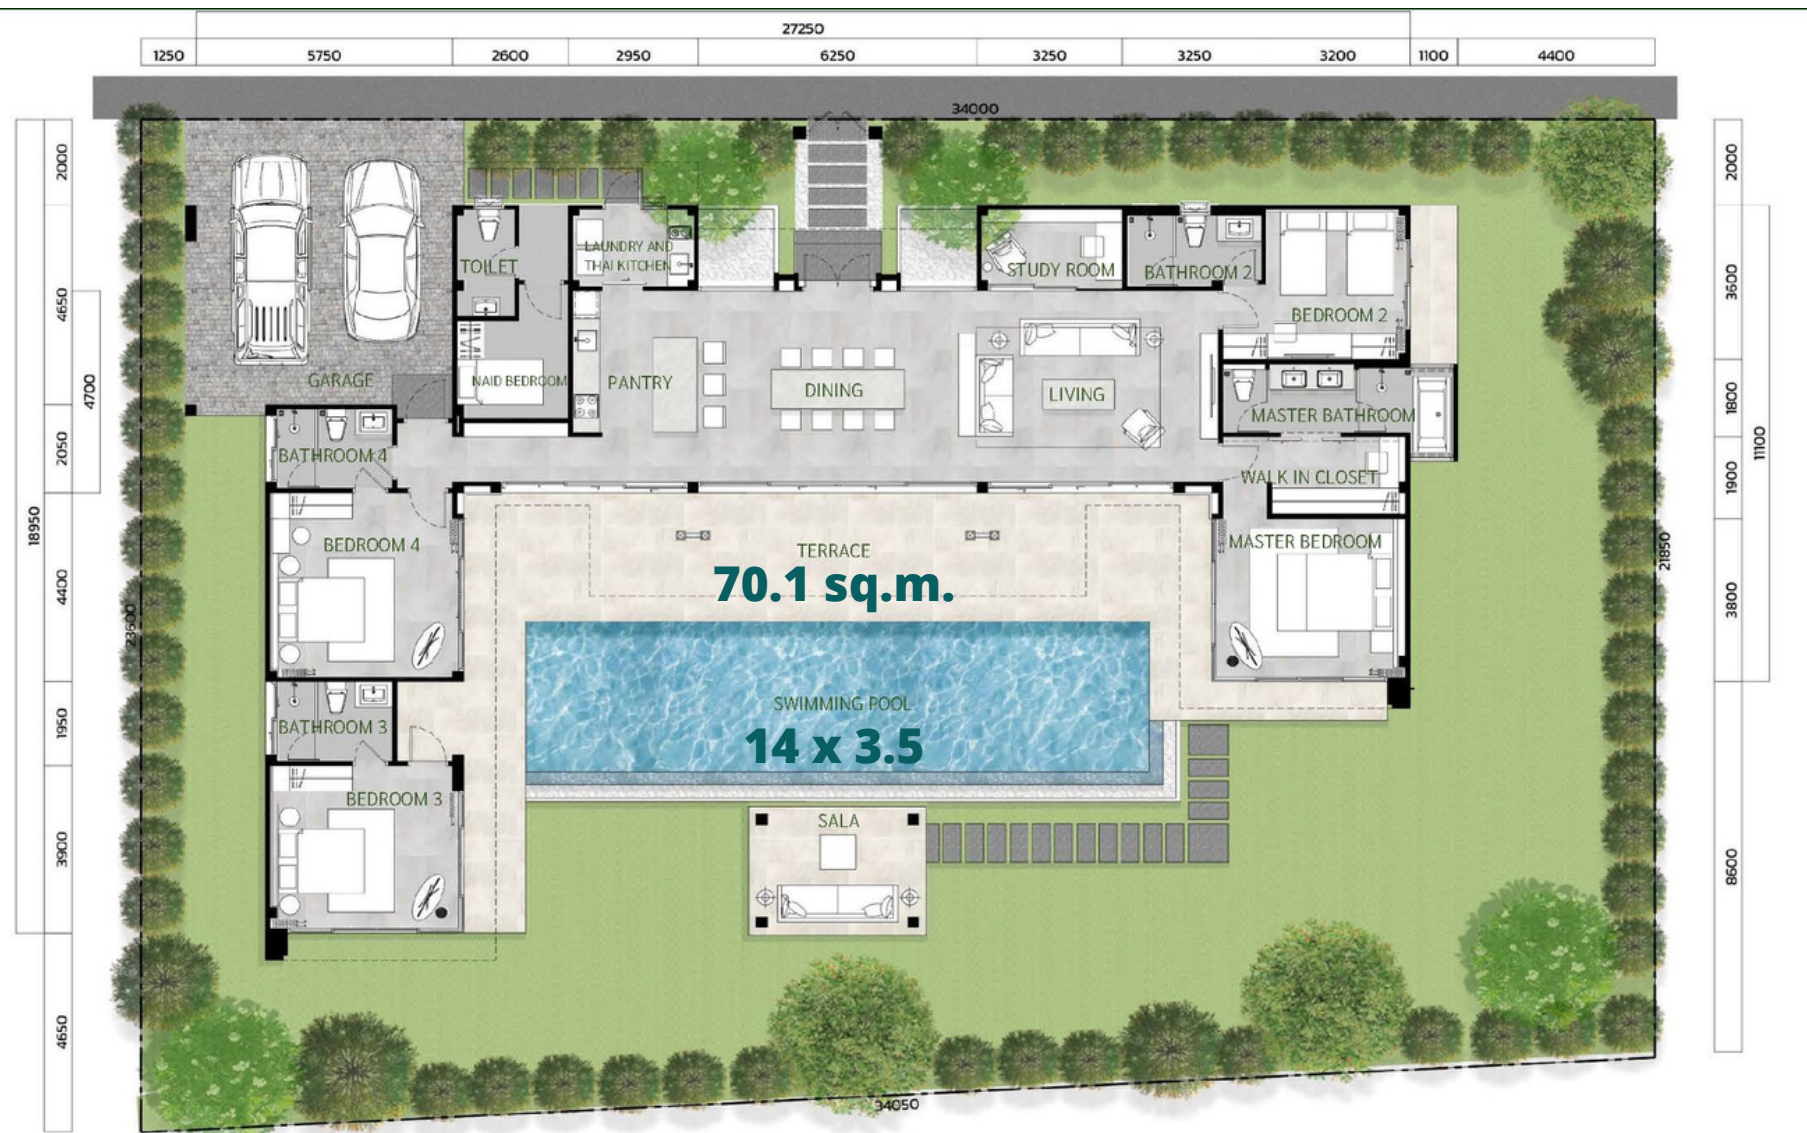 27250
1250 5750 2600 2950 6250 3250 3250 3200 1100 4400
34000
2000
4650
4700
2050
18950
4400
23600
1950
3900
4650
2000
3600
1800
11100
1900
21850
3800
8600
TOILET
LAUNDRY AND
THAI KITCHEN
STUDY ROOM
BATHROOM 2
BEDROOM 2
GARAGE
NAID BEDROOM
PANTRY
DINING
LIVING
MASTER BATHROOM
BATHROOM 4
WALK IN CLOSET
BEDROOM 4
TERRACE
70.1 sq.m.
MASTER BEDROOM
SWIMMING POOL
14 x 3.5
BATHROOM 3
BEDROOM 3
SALA
34050